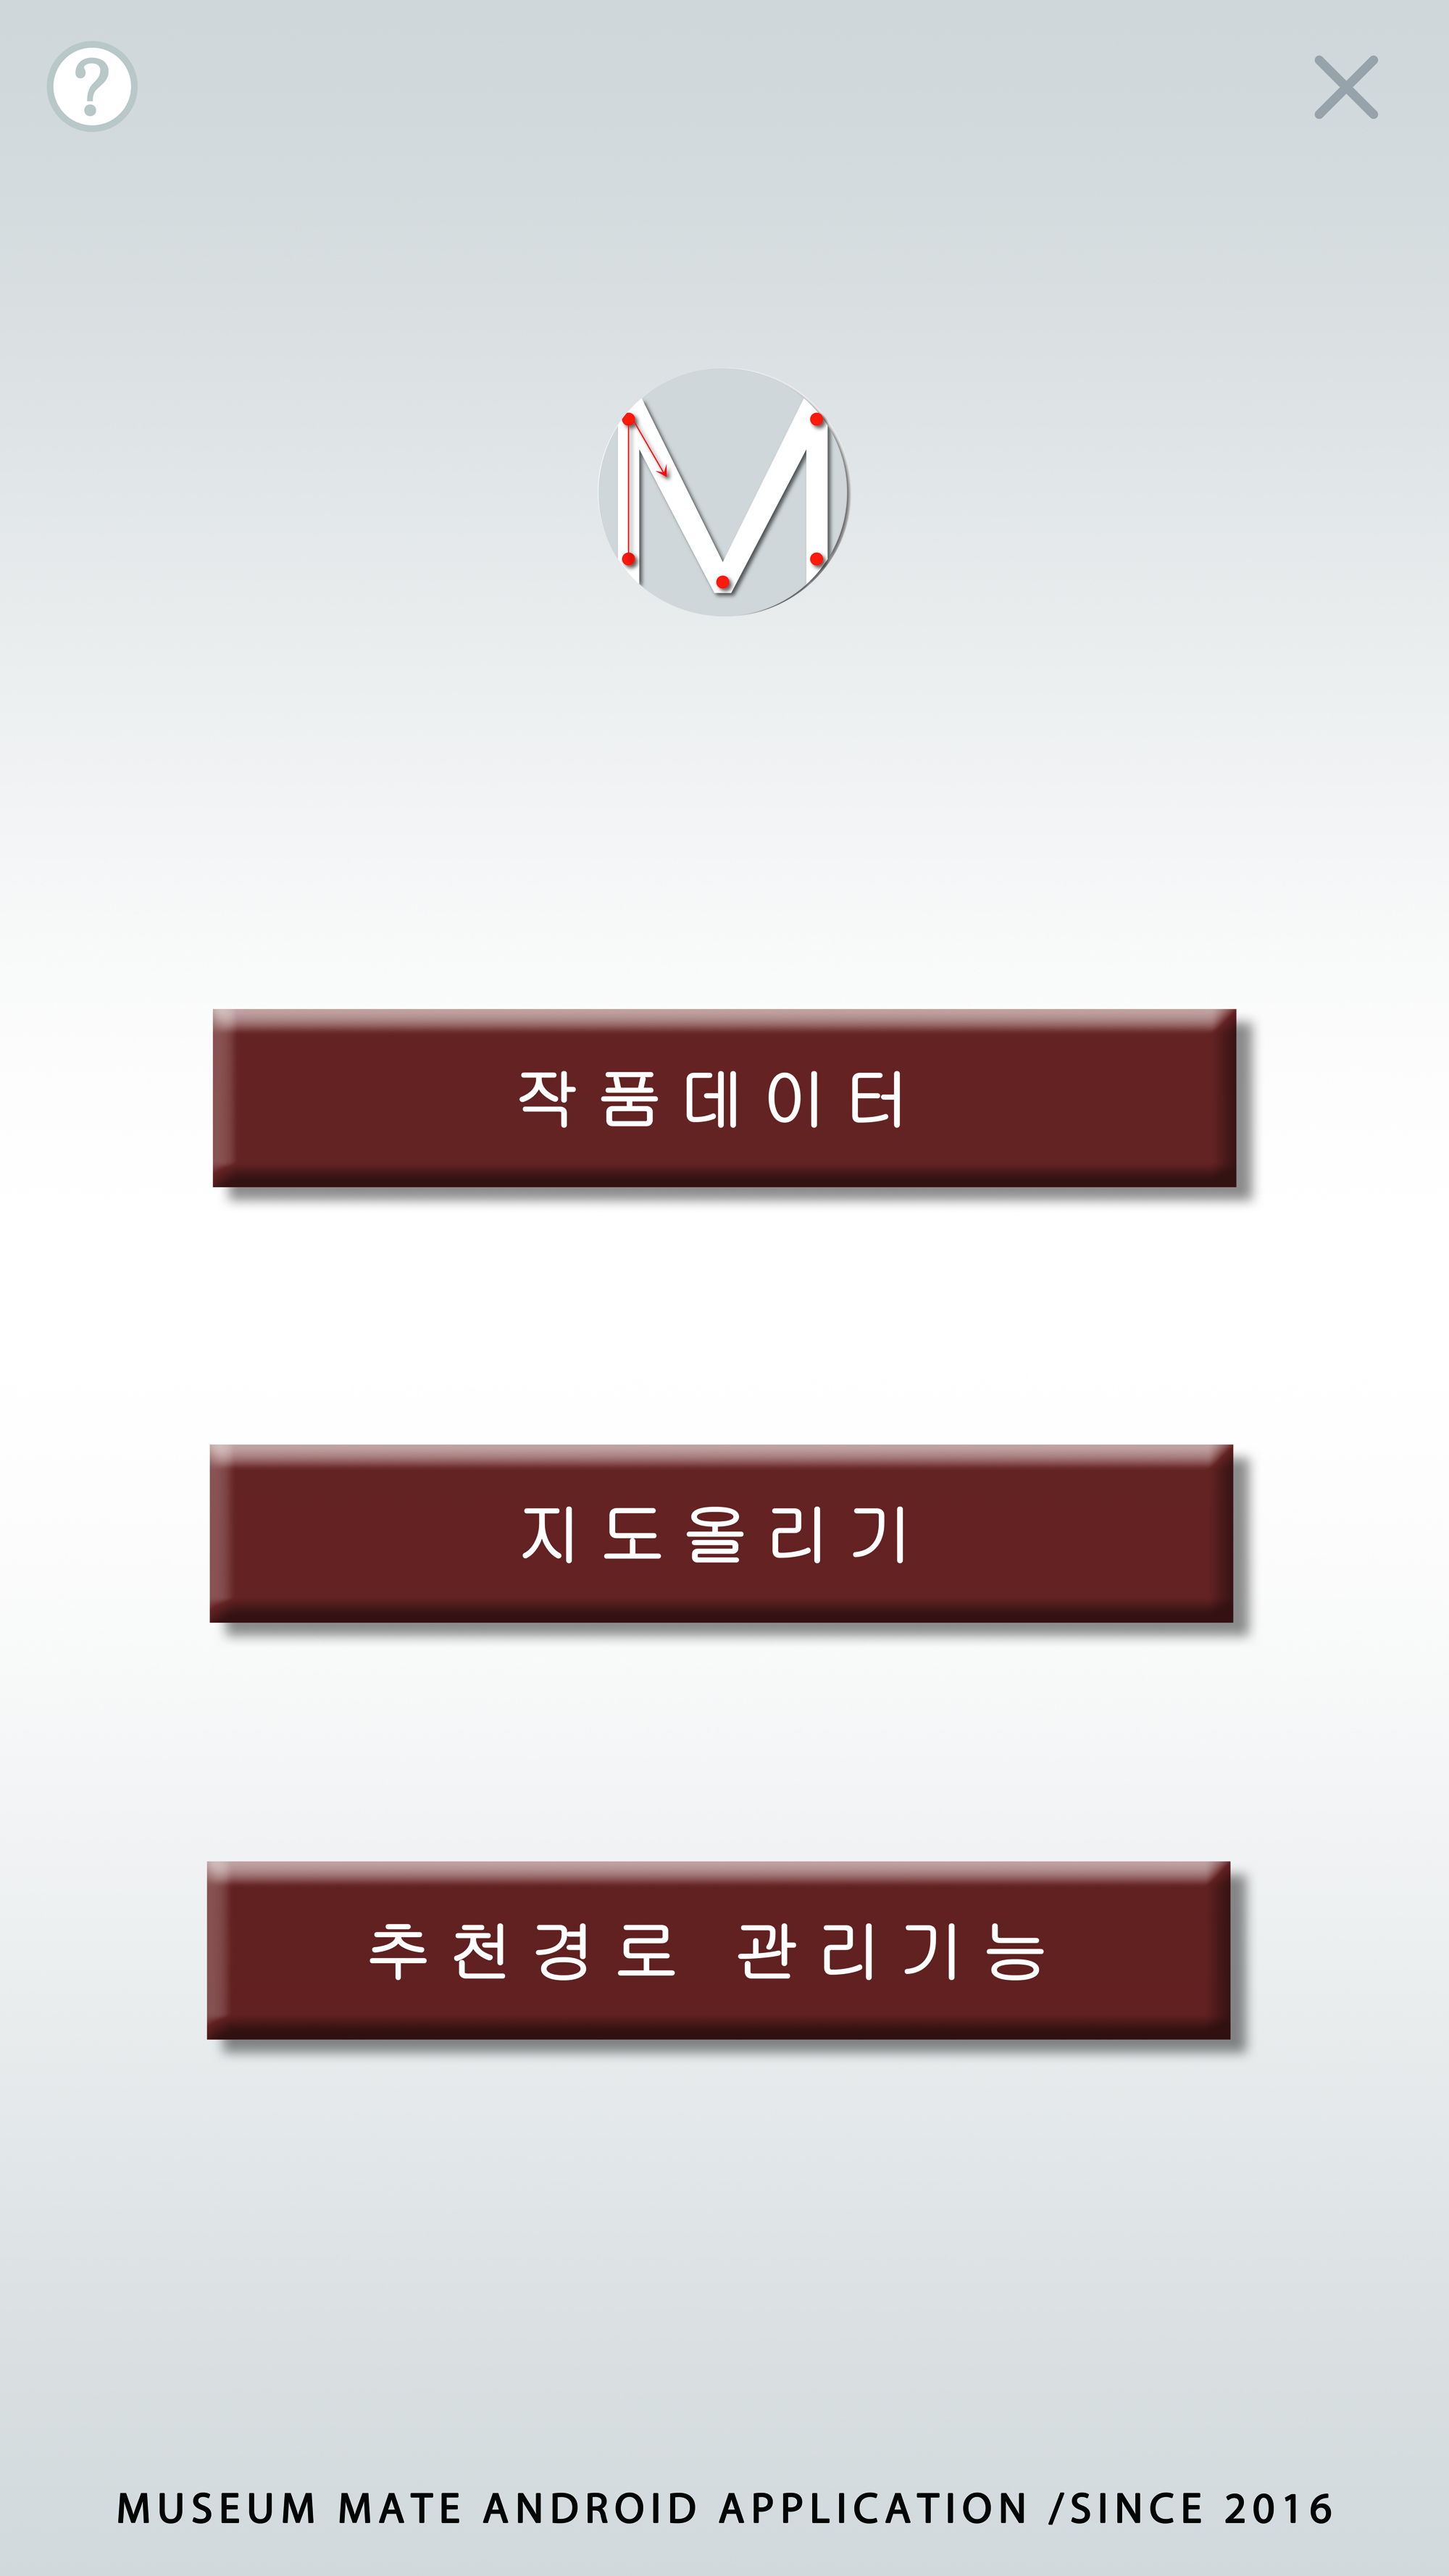 ?
M
작품데이터
지도올리기
추천경로 관리기능
MUSEUM MATE ANDROID APPLICATION /SINCE 2016